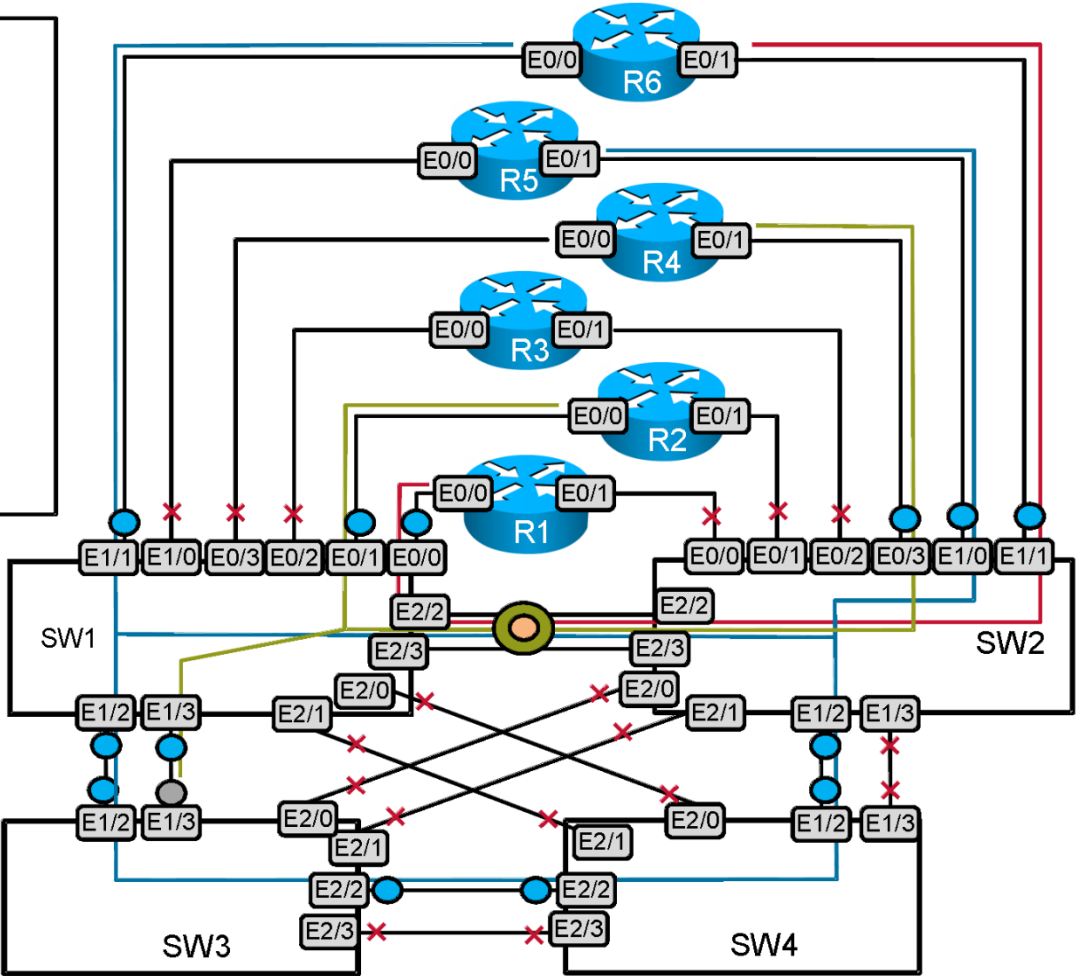 E0/0 R6 E0/1
E0/0 R5 E0/1
E0/0 R4 E0/1
E0/0 R3 E0/1
E0/0 R2 E0/1
E0/0 R1 E0/1
E1/1 E1/0 E0/3 E0/2 E0/1 E0/0
E0/0 E0/1 E0/2 E0/3 E1/0 E1/1
E2/2 E2/2
SW1 SW2
E2/3 E2/3
E2/0 E2/0
E1/2 E1/3 E2/1 E2/1 E1/2 E1/3
E1/2 E1/3 E2/0 E2/0 E1/2 E1/3
E2/1 E2/1
E2/2 E2/2
E2/3 E2/3
SW3 SW4